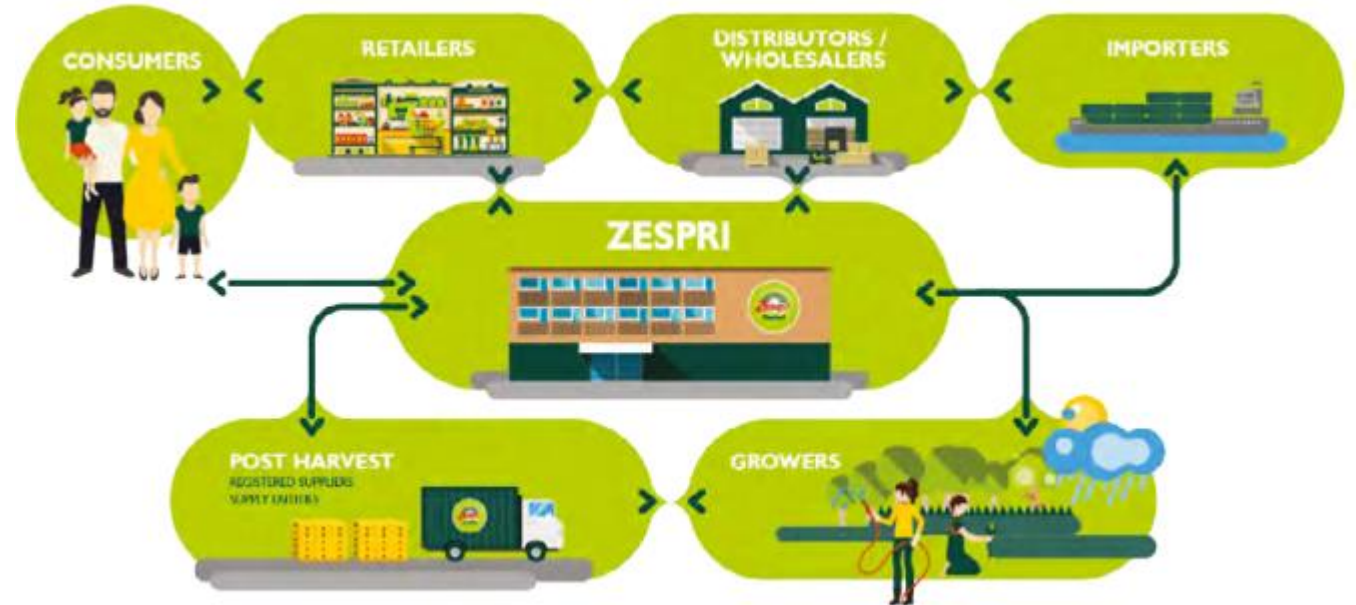 CONSUMERS
RETAILERS
DISTRIBUTORS /
WHOLESALERS
IMPORTERS
ZESPRI
POST HARVEST
REGISTERED SUPPLIERS
SUPPLY ENTITIES
GROWERS